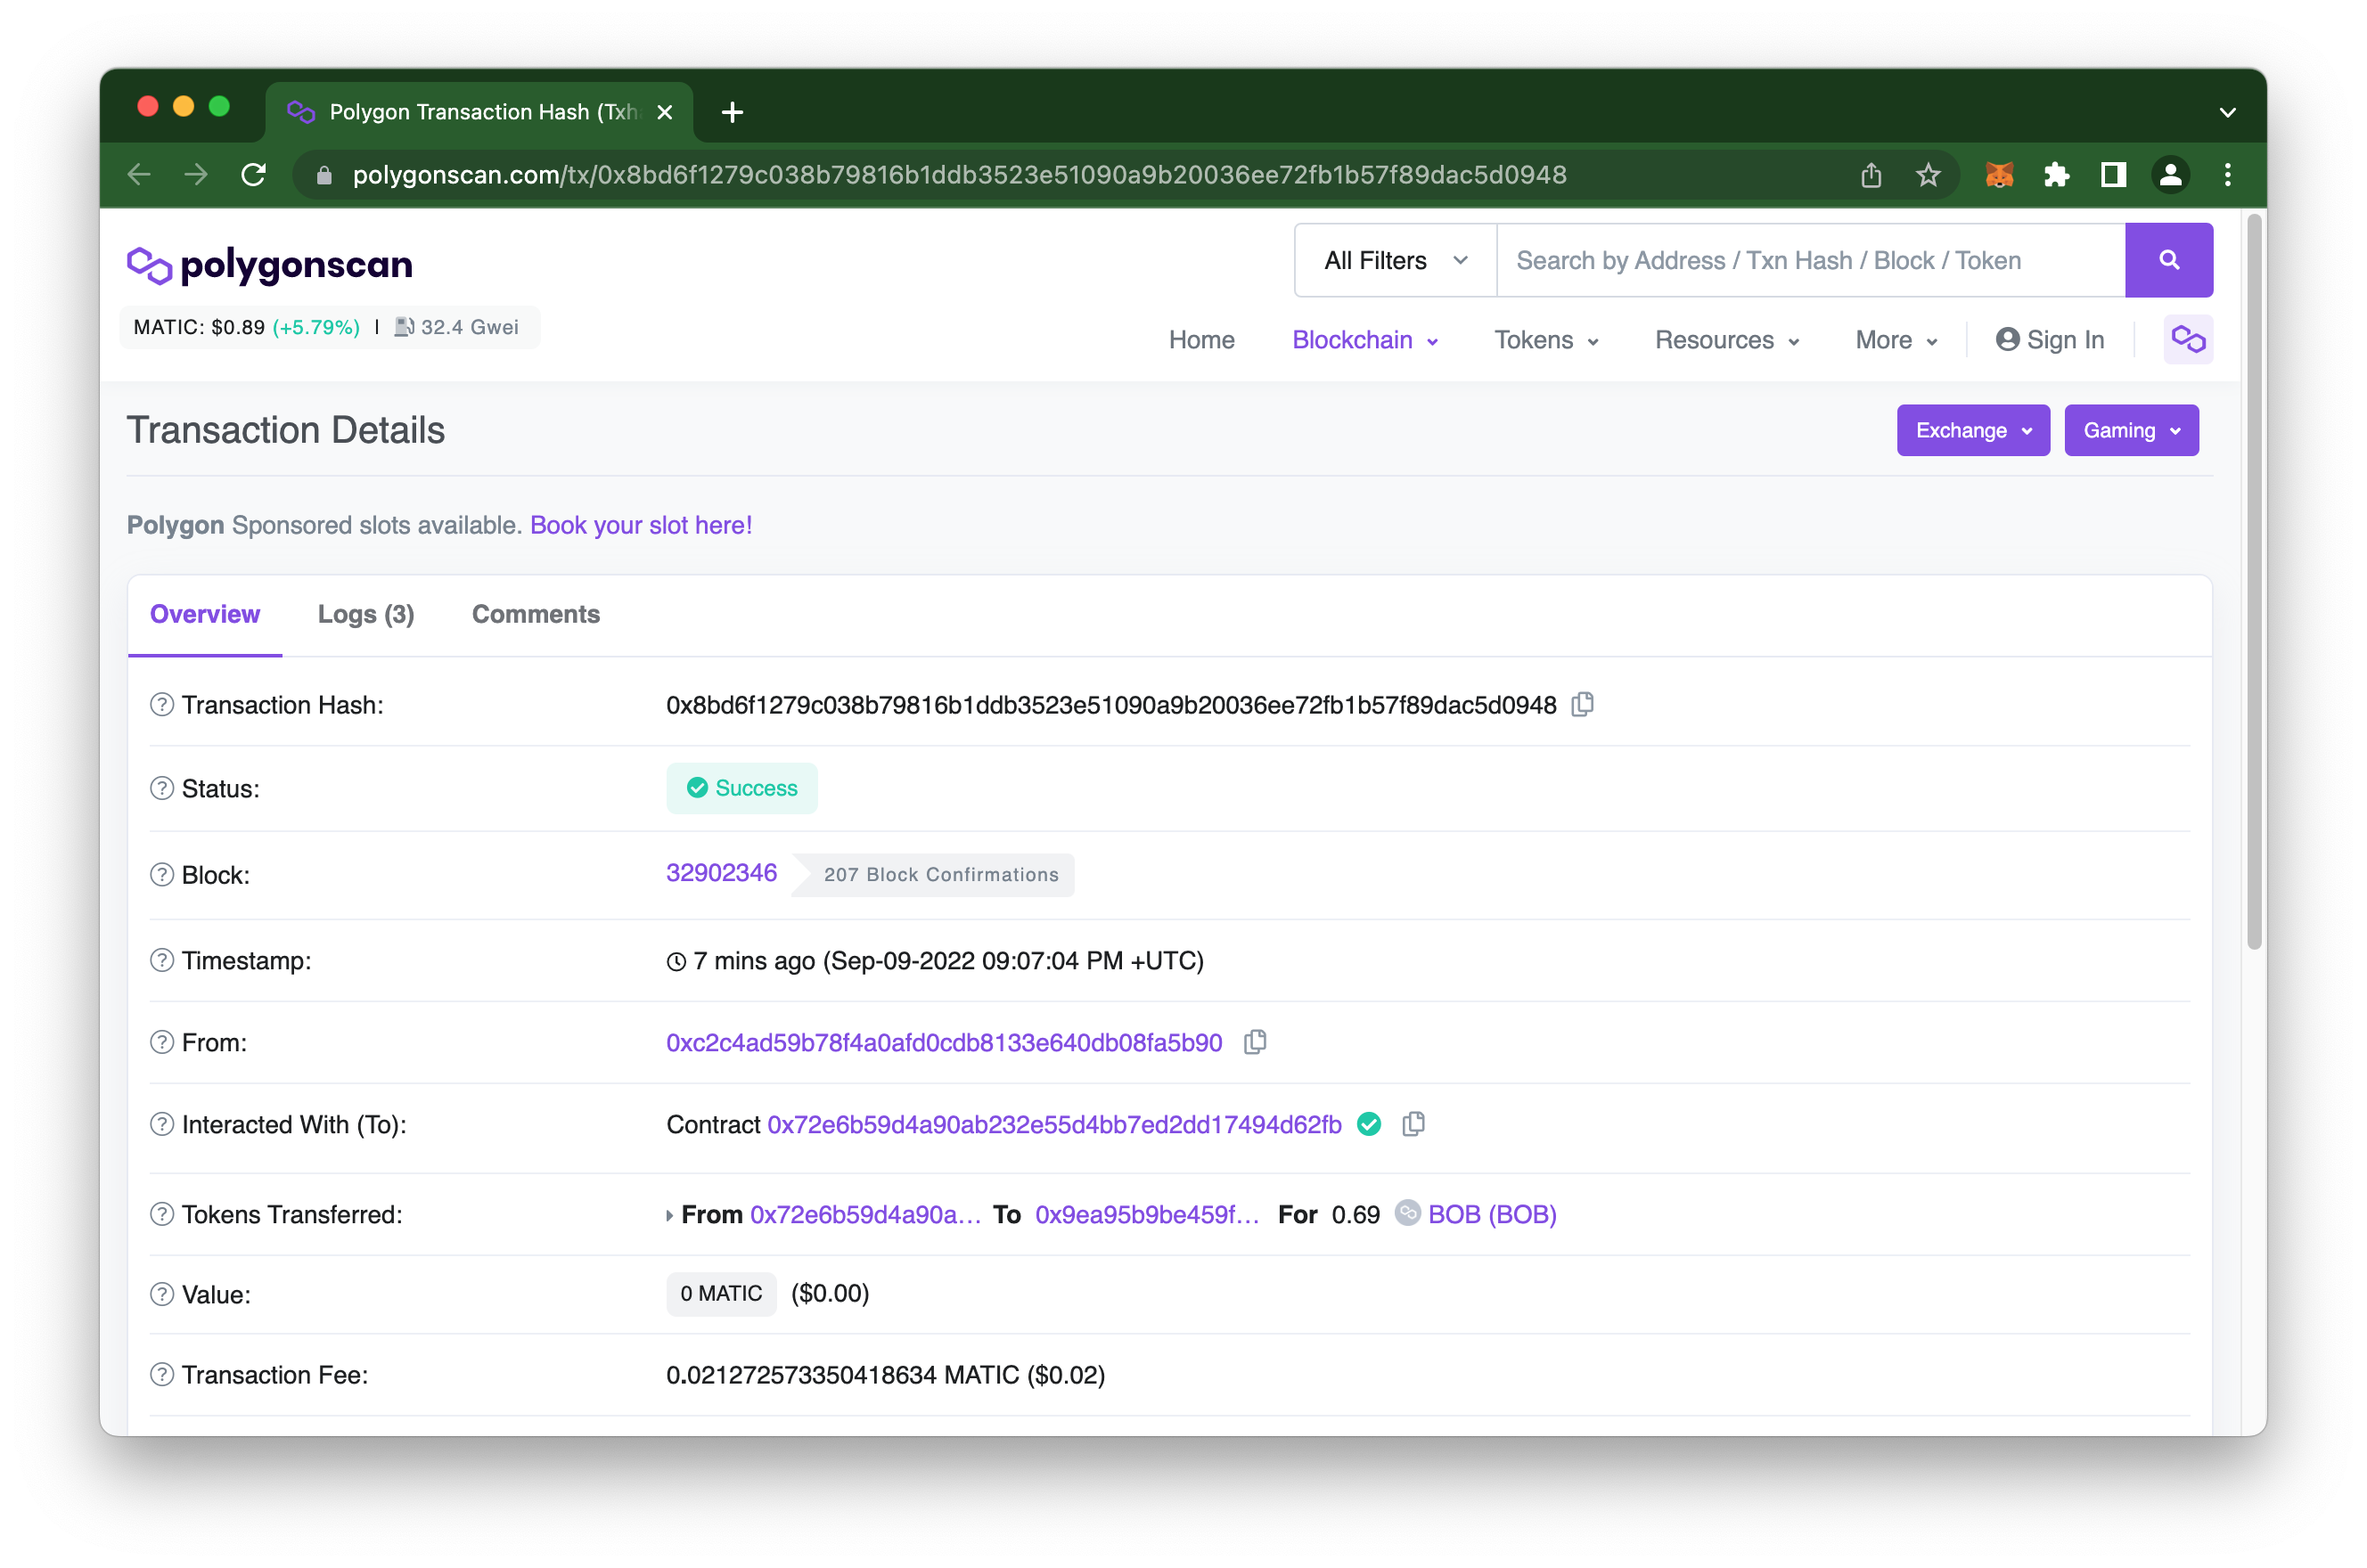 Polygon Transaction Hash (Txh
polygonscan.com/tx/0x8bd6f1279c038b79816b1ddb3523e51090a9b20036ee72fb1b57f89dac5d0948
polygonscan
All Filters
Search by Address / Txn Hash / Block / Token
MATIC: $0.89 (+5.79%) | 32.4 Gwei
Home Blockchain Tokens Resources More Sign In
Transaction Details
Exchange Gaming
Polygon Sponsored slots available. Book your slot here!
Overview Logs (3) Comments
Transaction Hash: 0x8bd6f1279c038b79816b1ddb3523e51090a9b20036ee72fb1b57f89dac5d0948
Status: Success
Block: 32902346 207 Block Confirmations
Timestamp: 7 mins ago (Sep-09-2022 09:07:04 PM +UTC)
From: 0xc2c4ad59b78f4a0afd0cdb8133e640db08fa5b90
Interacted With (To): Contract 0x72e6b59d4a90ab232e55d4bb7ed2dd17494d62fb
Tokens Transferred: From 0x72e6b59d4a90a... To 0x9ea95b9be459f... For 0.69 BOB (BOB)
Value: 0 MATIC ($0.00)
Transaction Fee: 0.021272573350418634 MATIC ($0.02)